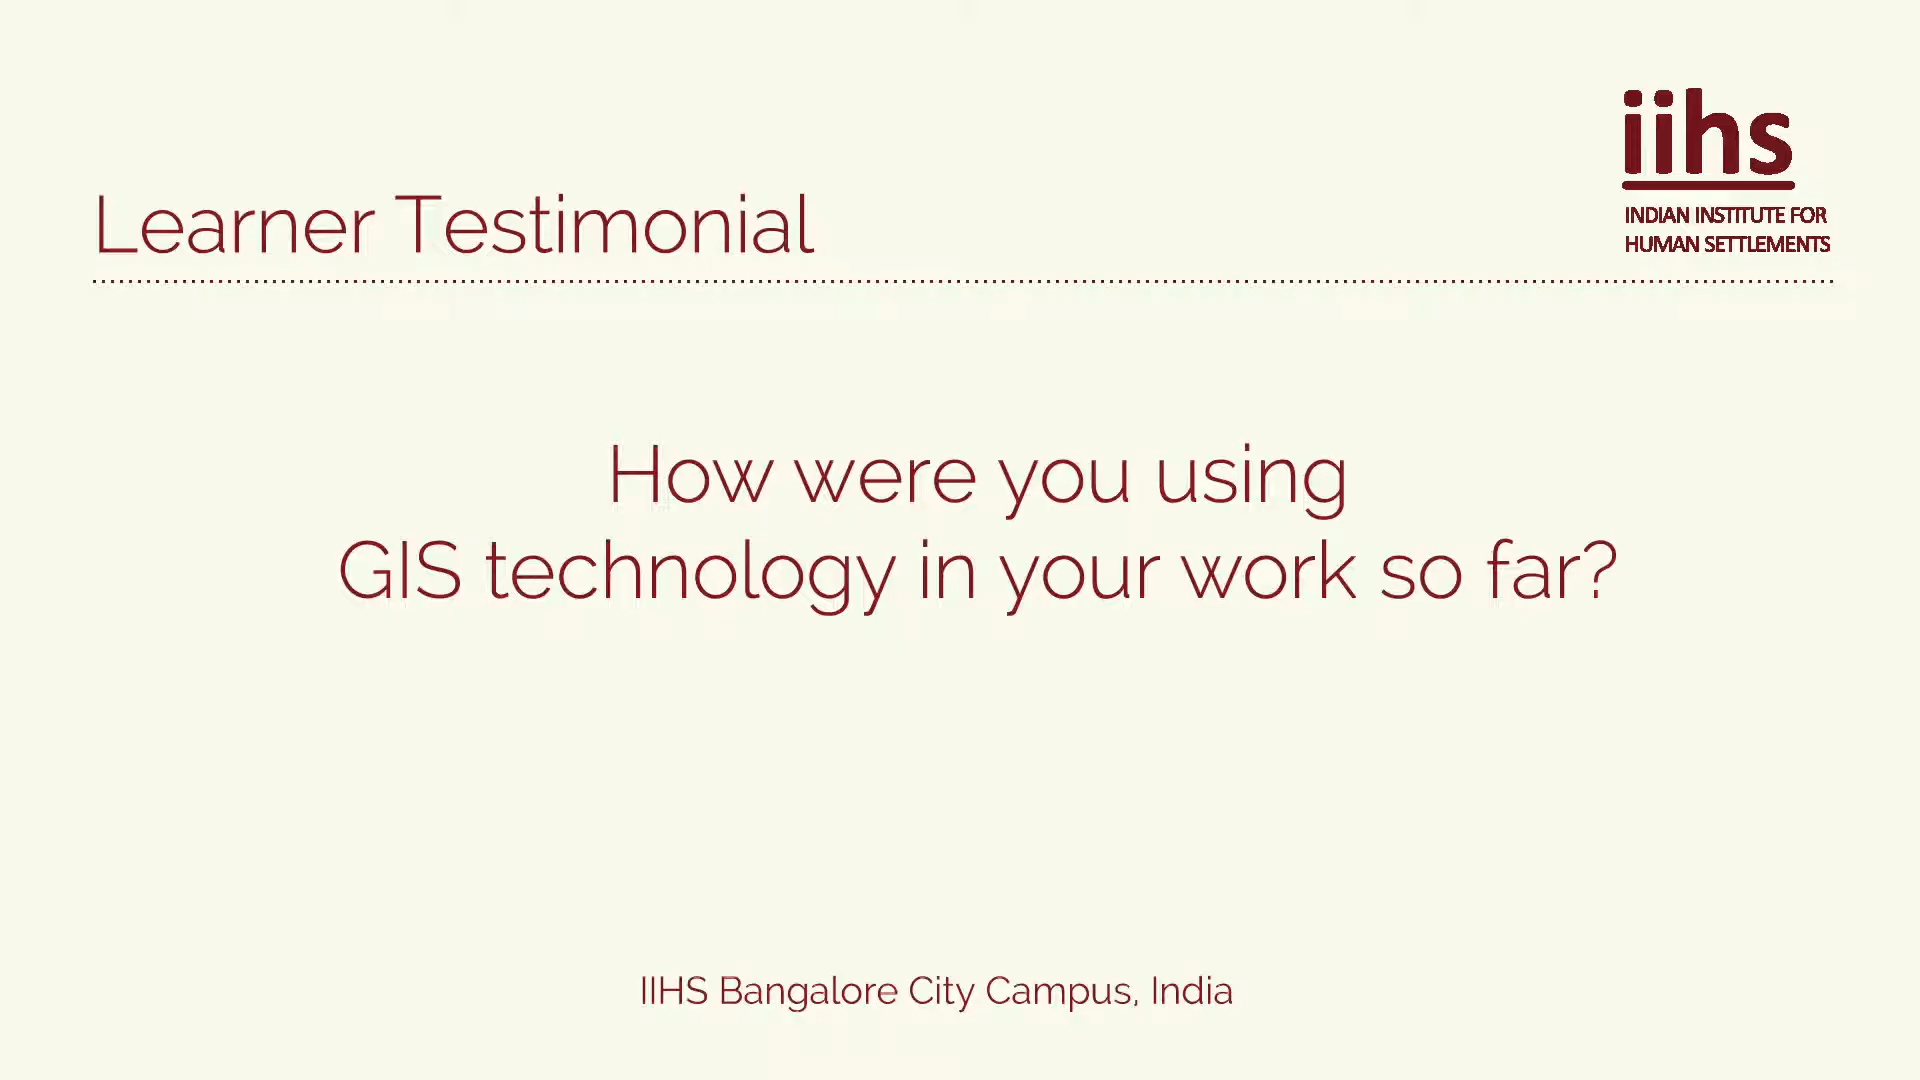 iihs
INDIAN INSTITUTE FOR
HUMAN SETTLEMENTS
Learner Testimonial
How were you using
GIS technology in your work so far?
IIHS Bangalore City Campus, India